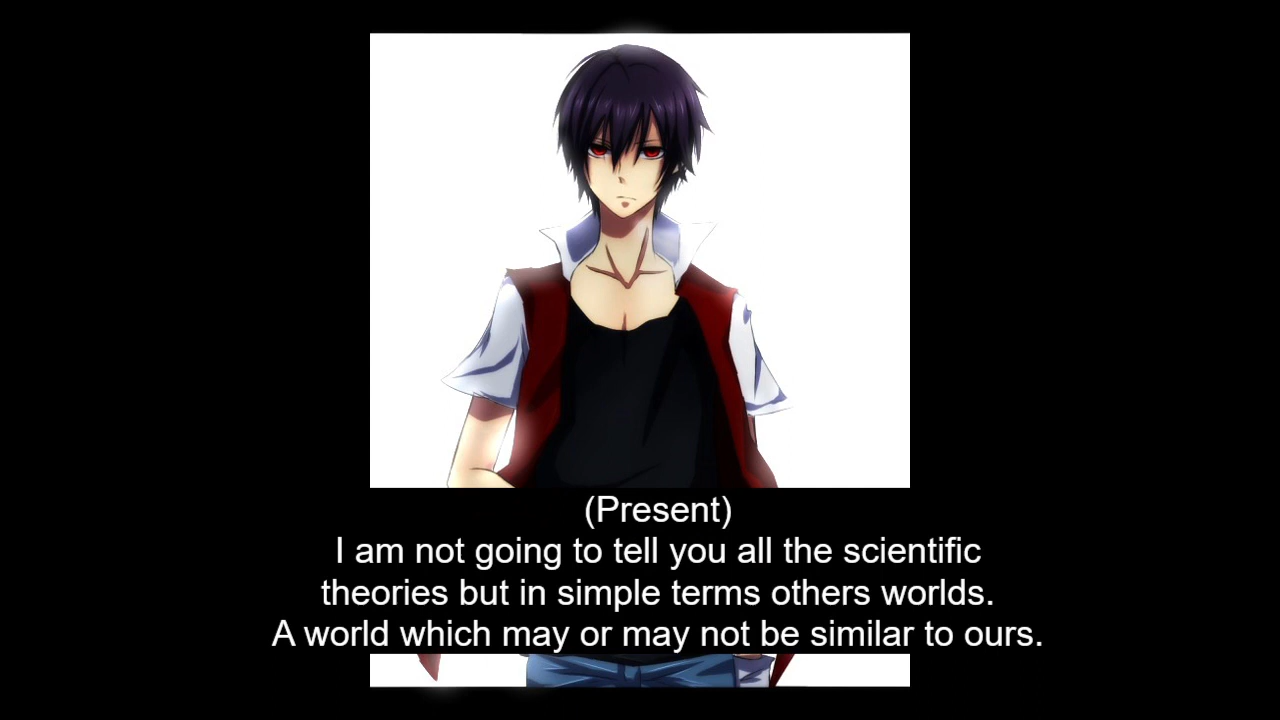 (Present)
I am not going to tell you all the scientific
theories but in simple terms others worlds.
A world which may or may not be similar to ours.